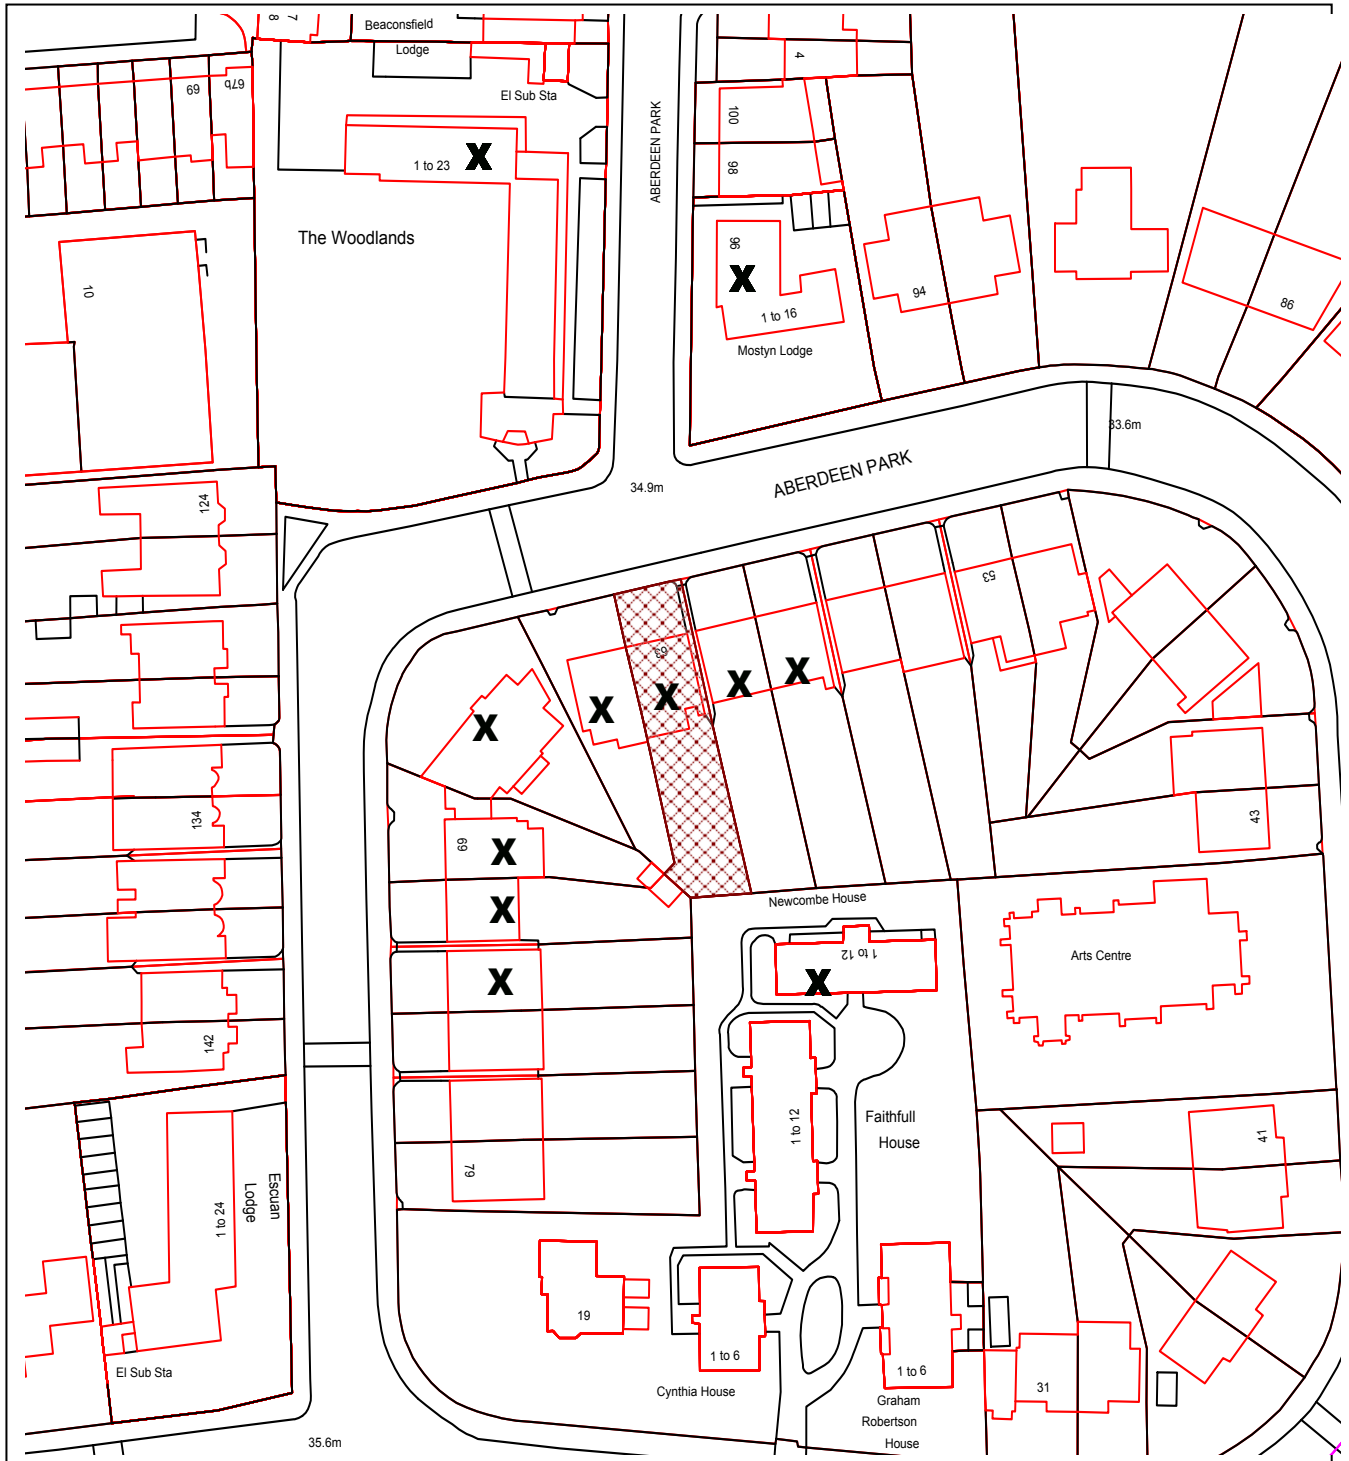 8
7
Beaconsfield
Lodge
4
El Sub Sta
69
67b
100
98
ABERDEEN PARK
1 to 23
X
The Woodlands
96
X
1 to 16
Mostyn Lodge
10
94
86
33.6m
ABERDEEN PARK
34.9m
124
53
63
X
X
X
X
X
134
69
X
X
X
43
Newcombe House
1 to 12
X
Arts Centre
142
1 to 12
Faithfull
House
41
79
Escuan
Lodge
1 to 24
19
1 to 6
Cynthia House
1 to 6
Graham
Robertson
House
31
El Sub Sta
35.6m